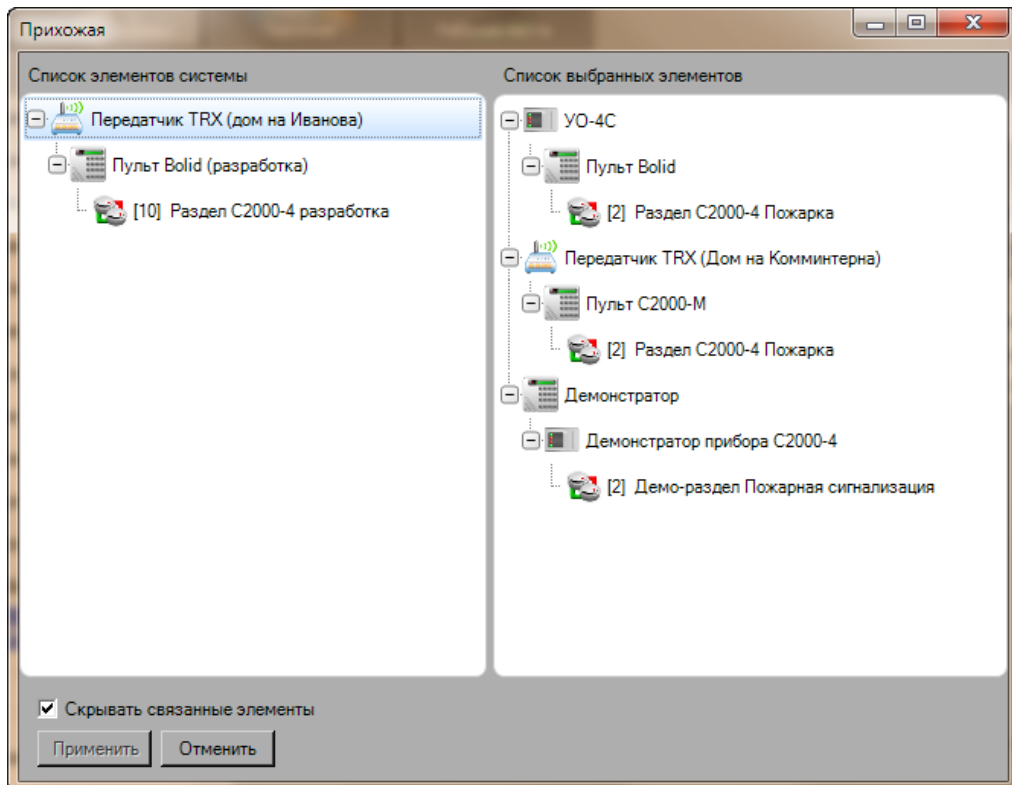 Прихожая
Список элементов системы
Передатчик TRX (дом на Иванова)
Пульт Bolid (разработка)
[10] Раздел С2000-4 разработка
Список выбранных элементов
УО-4С
Пульт Bolid
[2] Раздел С2000-4 Пожарка
Передатчик TRX (Дом на Комминтерна)
Пульт С2000-М
[2] Раздел С2000-4 Пожарка
Демонстратор
Демонстратор прибора С2000-4
[2] Демо-раздел Пожарная сигнализация
Скрывать связанные элементы
Применить Отменить